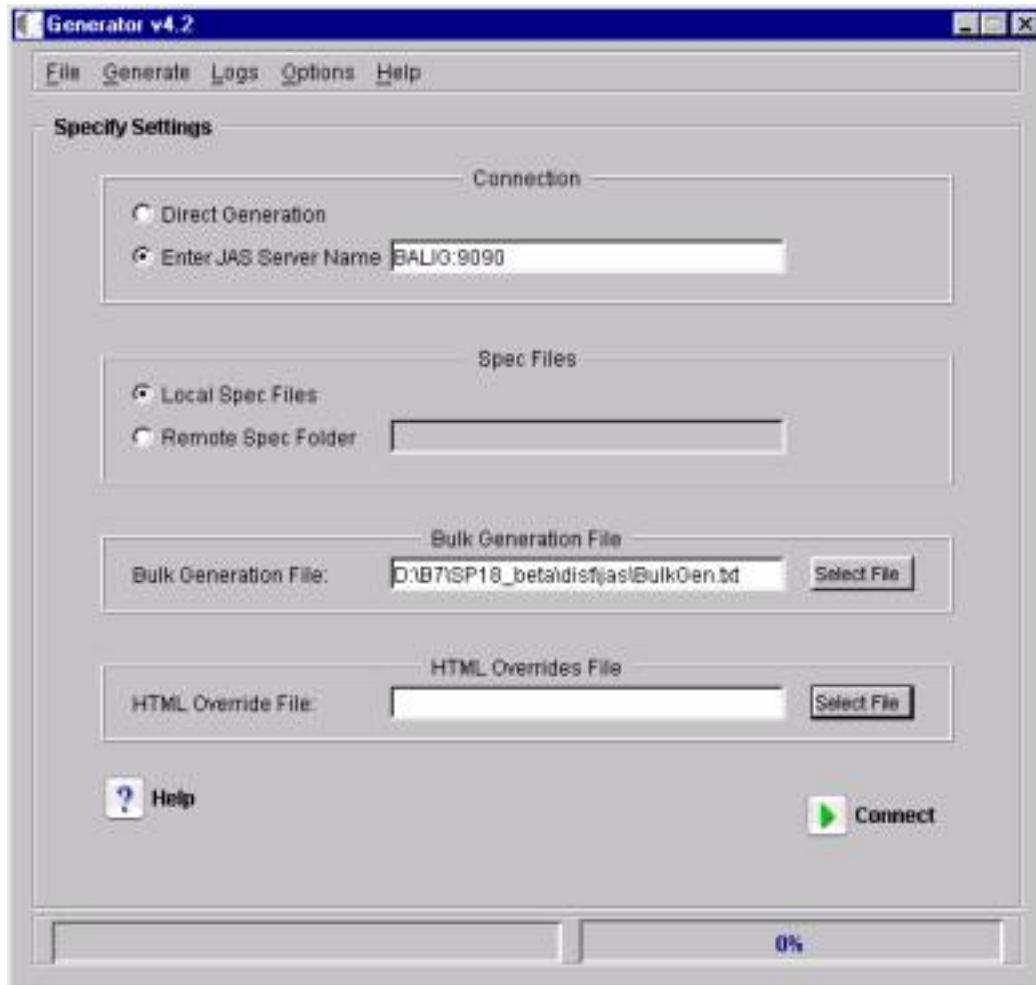 Generator v4.2
File Generate Logs Options Help
Specify Settings
Connection
Direct Generation
Enter JAS Server Name BALIG:9090
Spec Files
Local Spec Files
Remote Spec Folder
Bulk Generation File
Bulk Generation File: D:\B7\SP18_beta\dist\jas\BulkGen.txt Select File
HTML Overrides File
HTML Override File: Select File
? Help
Connect
0%